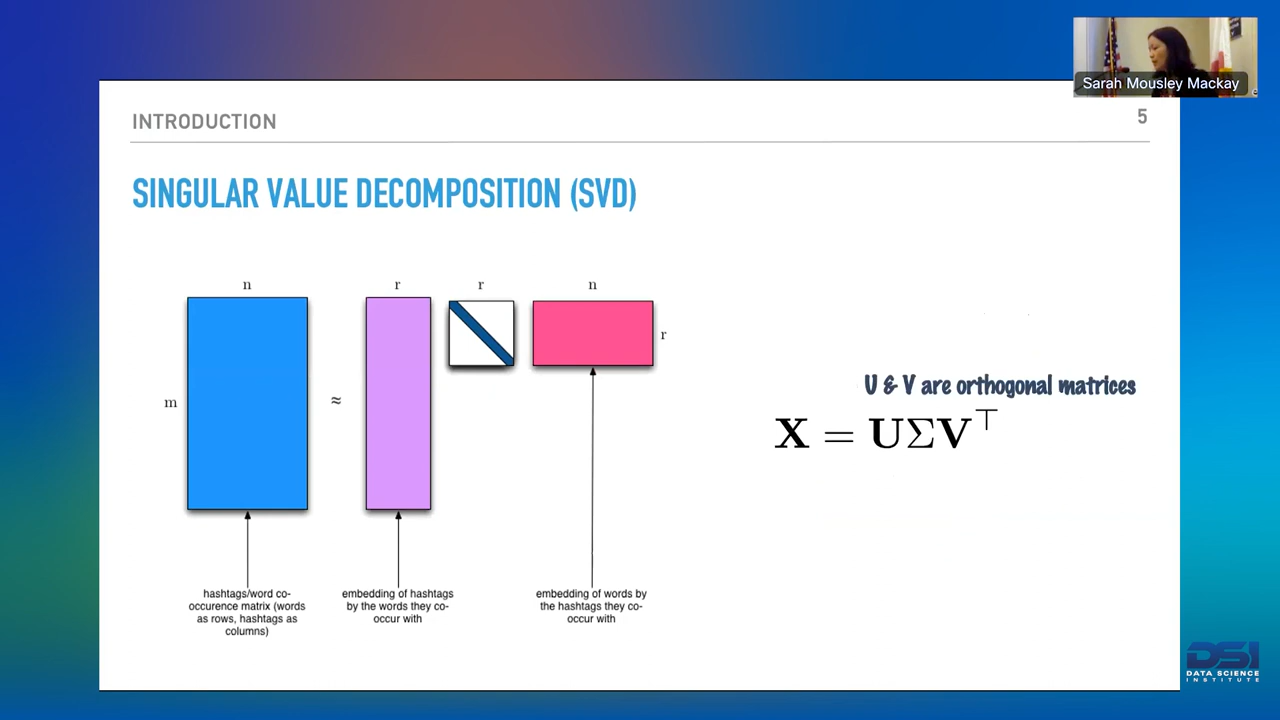 Sarah Mousley Mackay
INTRODUCTION
5
SINGULAR VALUE DECOMPOSITION (SVD)
n
r
r
n
r
m
≈
U & V are orthogonal matrices
X = UΣV⊤
hashtags/word co-
occurence matrix (words
as rows, hashtags as
columns)
embedding of hashtags
by the words they co-
occur with
embedding of words by
the hashtags they co-
occur with
DSI
DATA SCIENCE
INSTITUTE